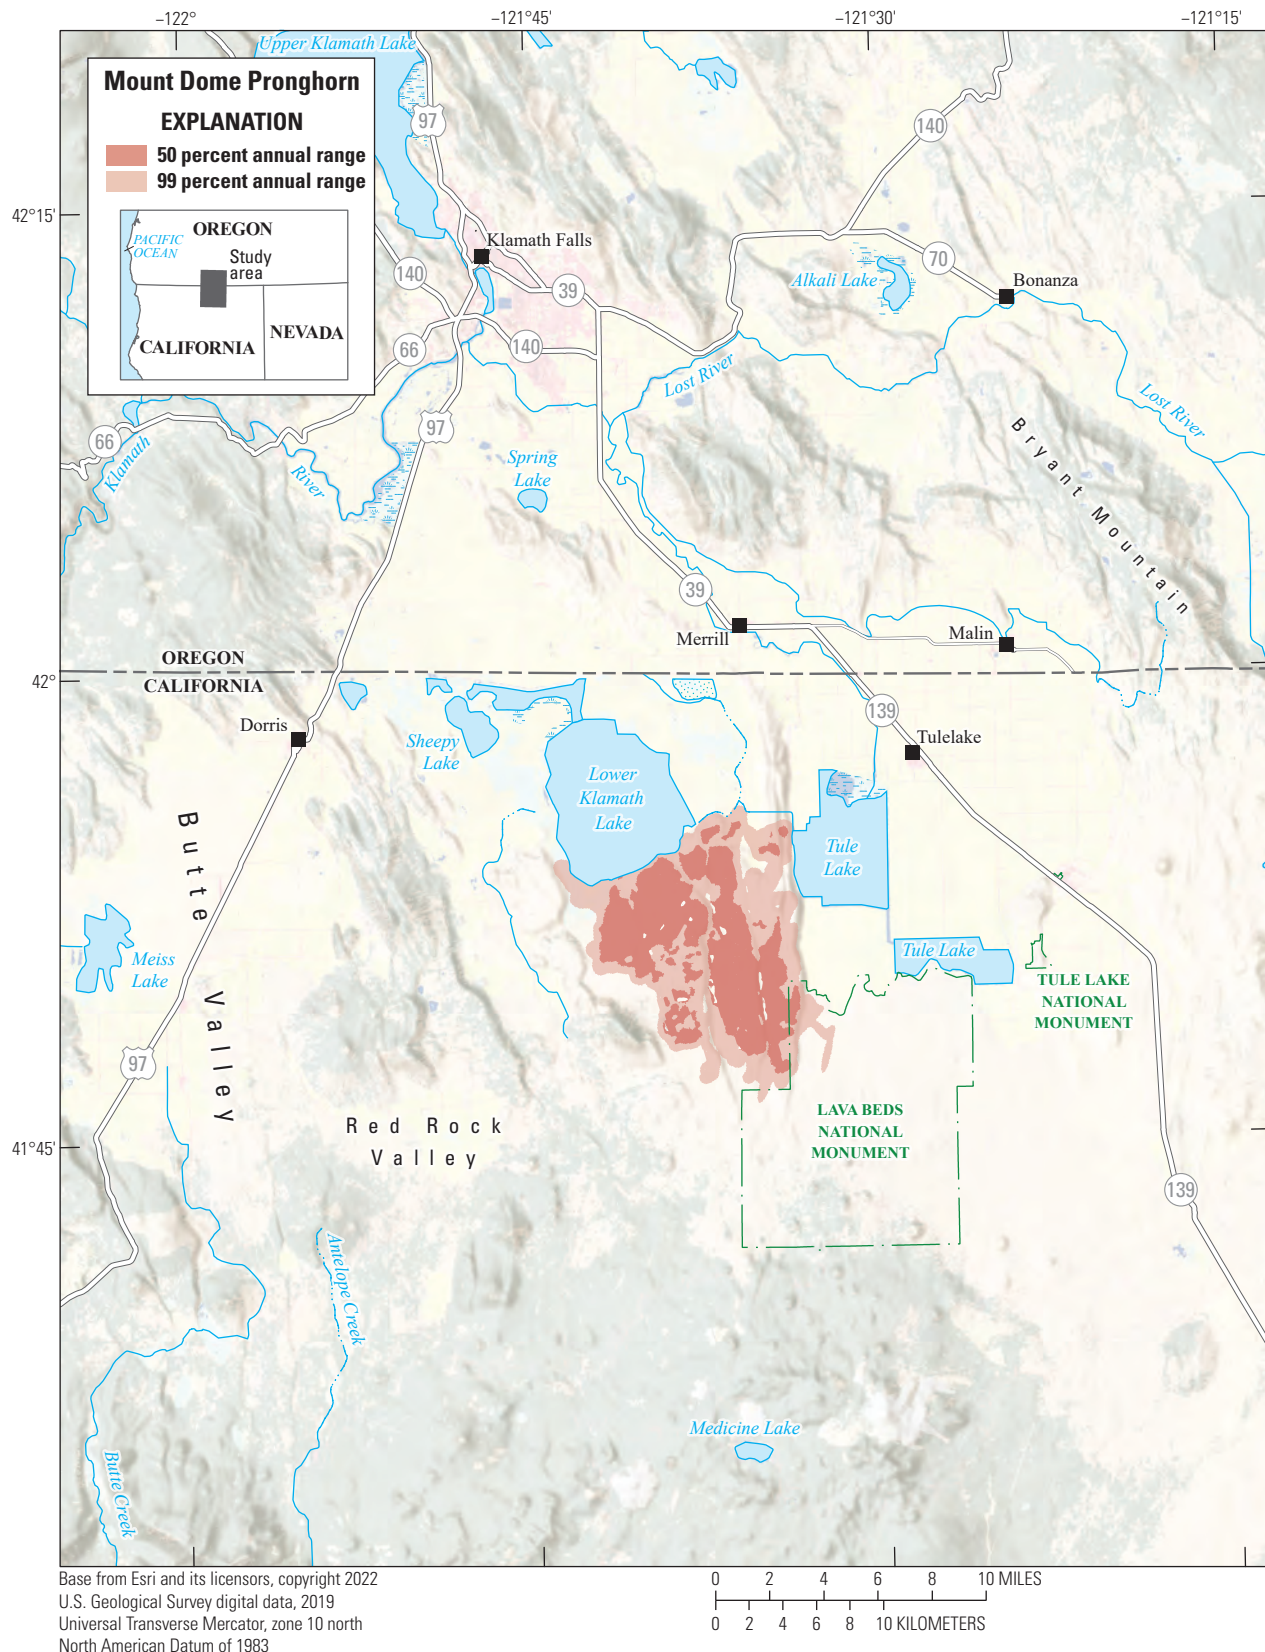 −122°
−121°45'
−121°30'
−121°15'
Upper Klamath Lake
Mount Dome Pronghorn
EXPLANATION
50 percent annual range
99 percent annual range
OREGON
PACIFIC
OCEAN
Study
area
NEVADA
CALIFORNIA
97
140
42°15'
Klamath Falls
140
39
70
Alkali Lake
Bonanza
66
140
Lost River
Lost River
97
66
Klamath
River
Spring
Lake
Bryant Mountain
39
Merrill
Malin
OREGON
CALIFORNIA
42°
139
Dorris
Tulelake
Sheepy
Lake
Lower
Klamath
Lake
Butte
Valley
Tule
Lake
Meiss
Lake
Tule Lake
TULE LAKE
NATIONAL
MONUMENT
97
Red Rock
Valley
LAVA BEDS
NATIONAL
MONUMENT
41°45'
139
Antelope Creek
Medicine Lake
Butte Creek
Base from Esri and its licensors, copyright 2022
U.S. Geological Survey digital data, 2019
Universal Transverse Mercator, zone 10 north
North American Datum of 1983
0 2 4 6 8 10 MILES
0 2 4 6 8 10 KILOMETERS